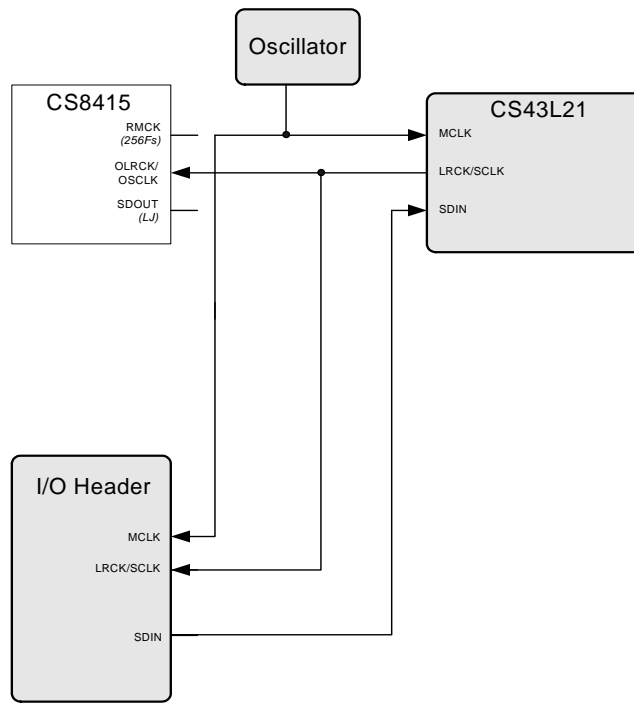 Oscillator
CS8415
RMCK
(256Fs)
OLRCK/
OSCLK
SDOUT
(LJ)
CS43L21
MCLK
LRCK/SCLK
SDIN
I/O Header
MCLK
LRCK/SCLK
SDIN